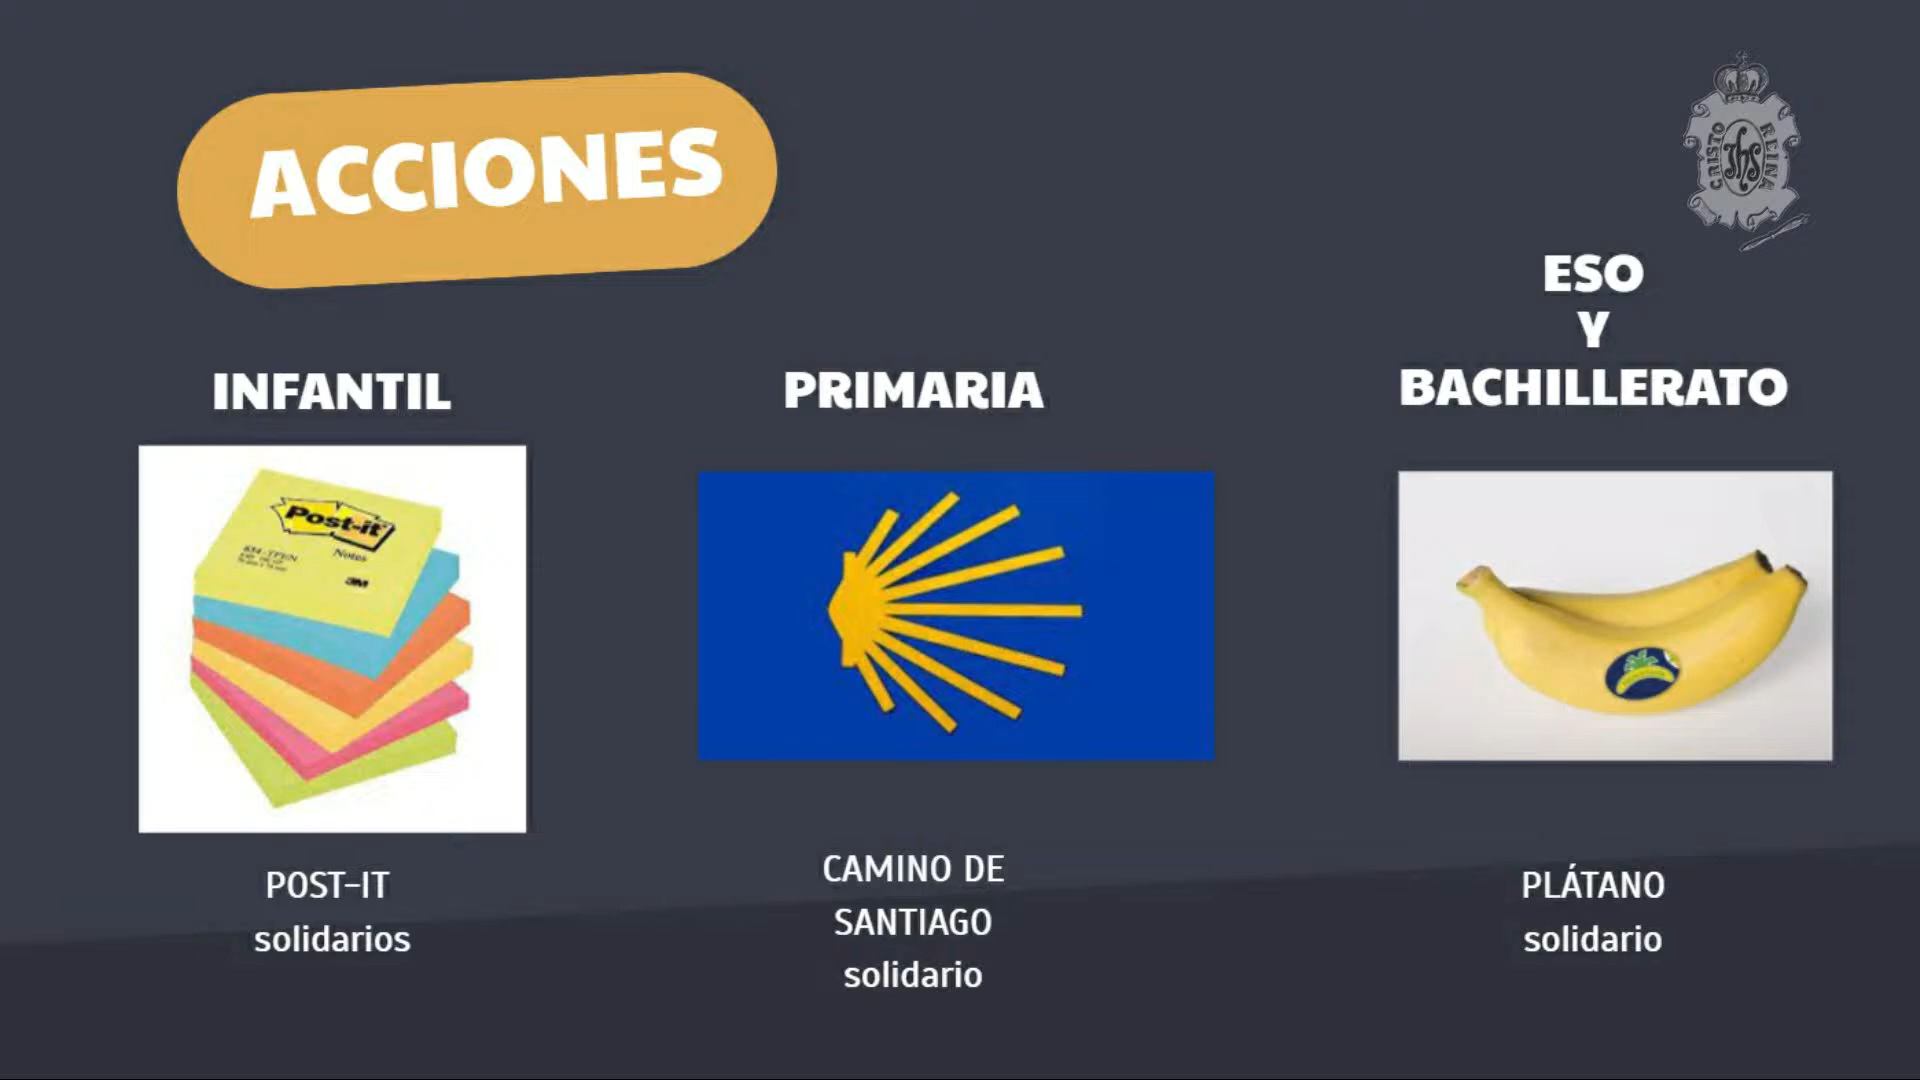 ACCIONES
CRISTO
Jhs
REINA
ESO
Y
BACHILLERATO
INFANTIL
PRIMARIA
Post-it
Notes
3M
POST-IT
solidarios
CAMINO DE
SANTIAGO
solidario
PLÁTANO
solidario